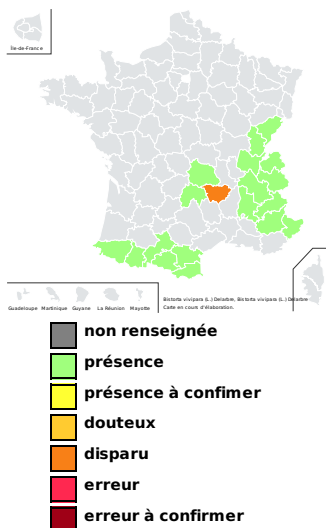 Île-de-France
Guadeloupe Martinique Guyane La Réunion Mayotte
Bistorta vivipara (L.) Delarbre, Bistorta vivipara (L.) Delarbre
Carte en cours d'élaboration.
non renseignée
présence
présence à confimer
douteux
disparu
erreur
erreur à confirmer